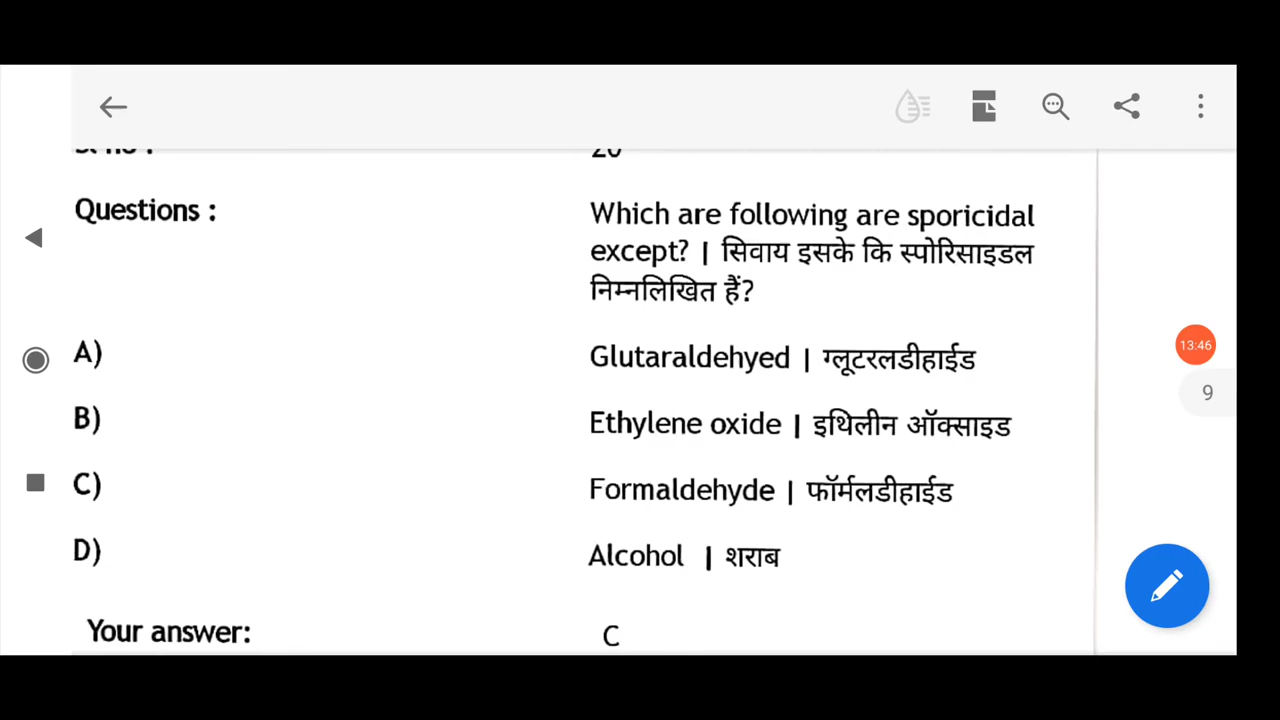 20
Questions :
Which are following are sporicidal
except? | सिवाय इसके कि स्पोरिसाइडल
निम्नलिखित हैं?
A)
Glutaraldehyed | ग्लूटरलडीहाईड
13:46
9
B)
Ethylene oxide | इथिलीन ऑक्साइड
C)
Formaldehyde | फॉर्मलडीहाईड
D)
Alcohol | शराब
Your answer:
C